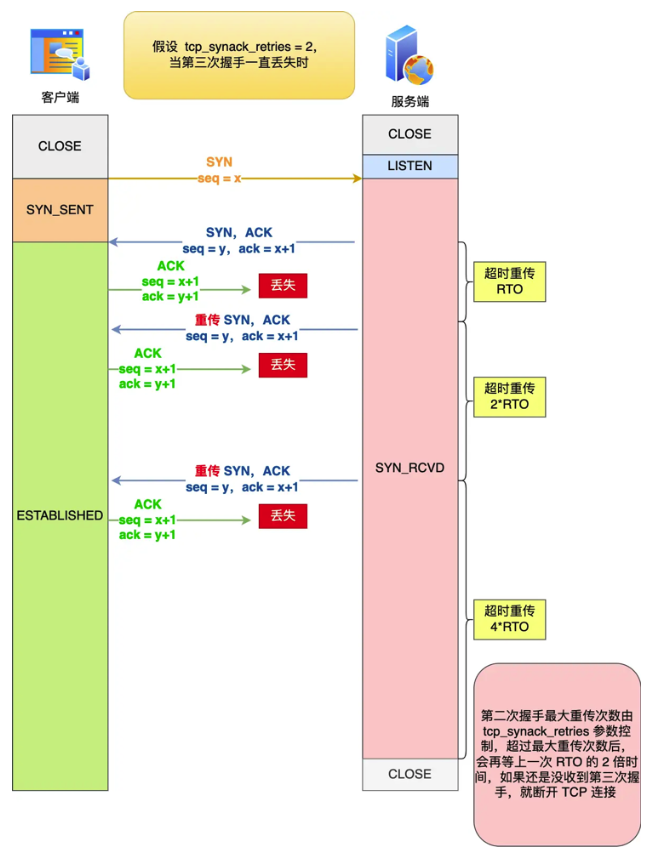 假设 tcp_synack_retries = 2,
当第三次握手一直丢失时
客户端
服务端
CLOSE
CLOSE
LISTEN
SYN
seq = x
SYN_SENT
SYN, ACK
seq = y, ack = x+1
ACK
seq = x+1
ack = y+1
丢失
超时重传
RTO
重传 SYN, ACK
seq = y, ack = x+1
ACK
seq = x+1
ack = y+1
丢失
超时重传
2*RTO
重传 SYN, ACK
seq = y, ack = x+1
SYN_RCVD
ESTABLISHED
ACK
seq = x+1
ack = y+1
丢失
超时重传
4*RTO
第二次握手最大重传次数由
tcp_synack_retries 参数控
制，超过最大重传次数后，
会再等上一次 RTO 的 2 倍时
间，如果还是没收到第三次握
手，就断开 TCP 连接
CLOSE